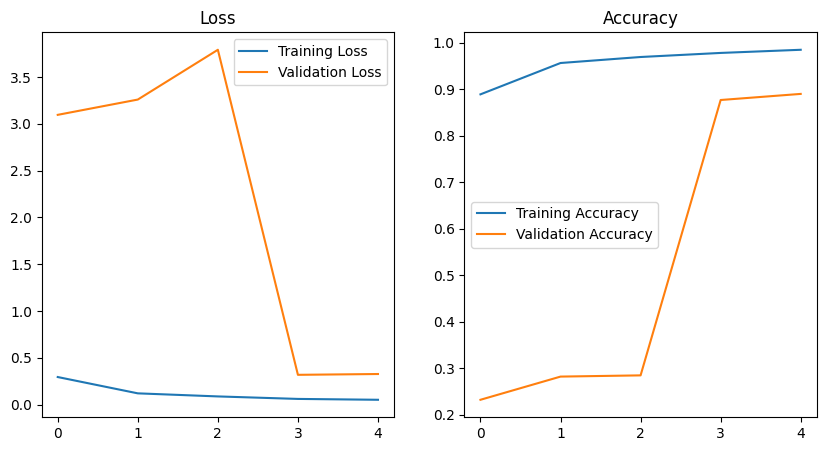 Loss
Training Loss
Validation Loss
3.5
3.0
2.5
2.0
1.5
1.0
0.5
0.0
0 1 2 3 4
Accuracy
1.0
0.9
0.8
0.7
0.6
0.5
0.4
0.3
0.2
Training Accuracy
Validation Accuracy
0 1 2 3 4